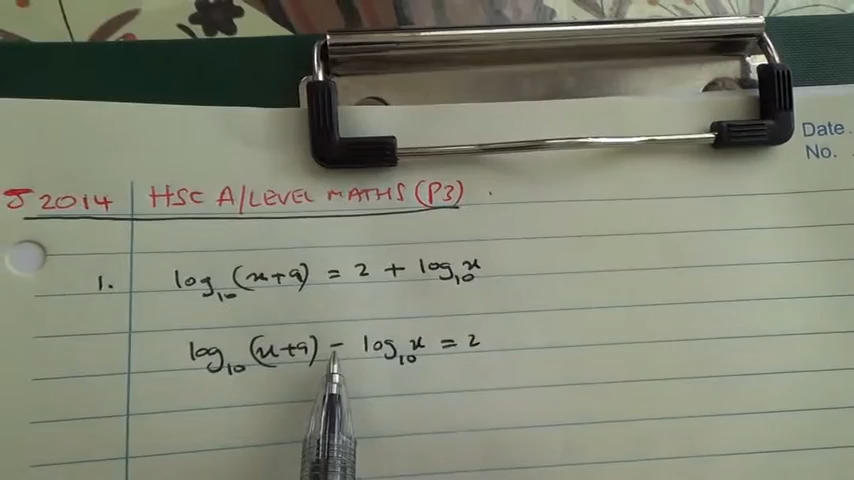 Date.
No.
J 2014 HSC A/LEVEL MATHS (P3).
1. log₁₀(x+9) = 2 + log₁₀x
log₁₀(x+9) - log₁₀x = 2